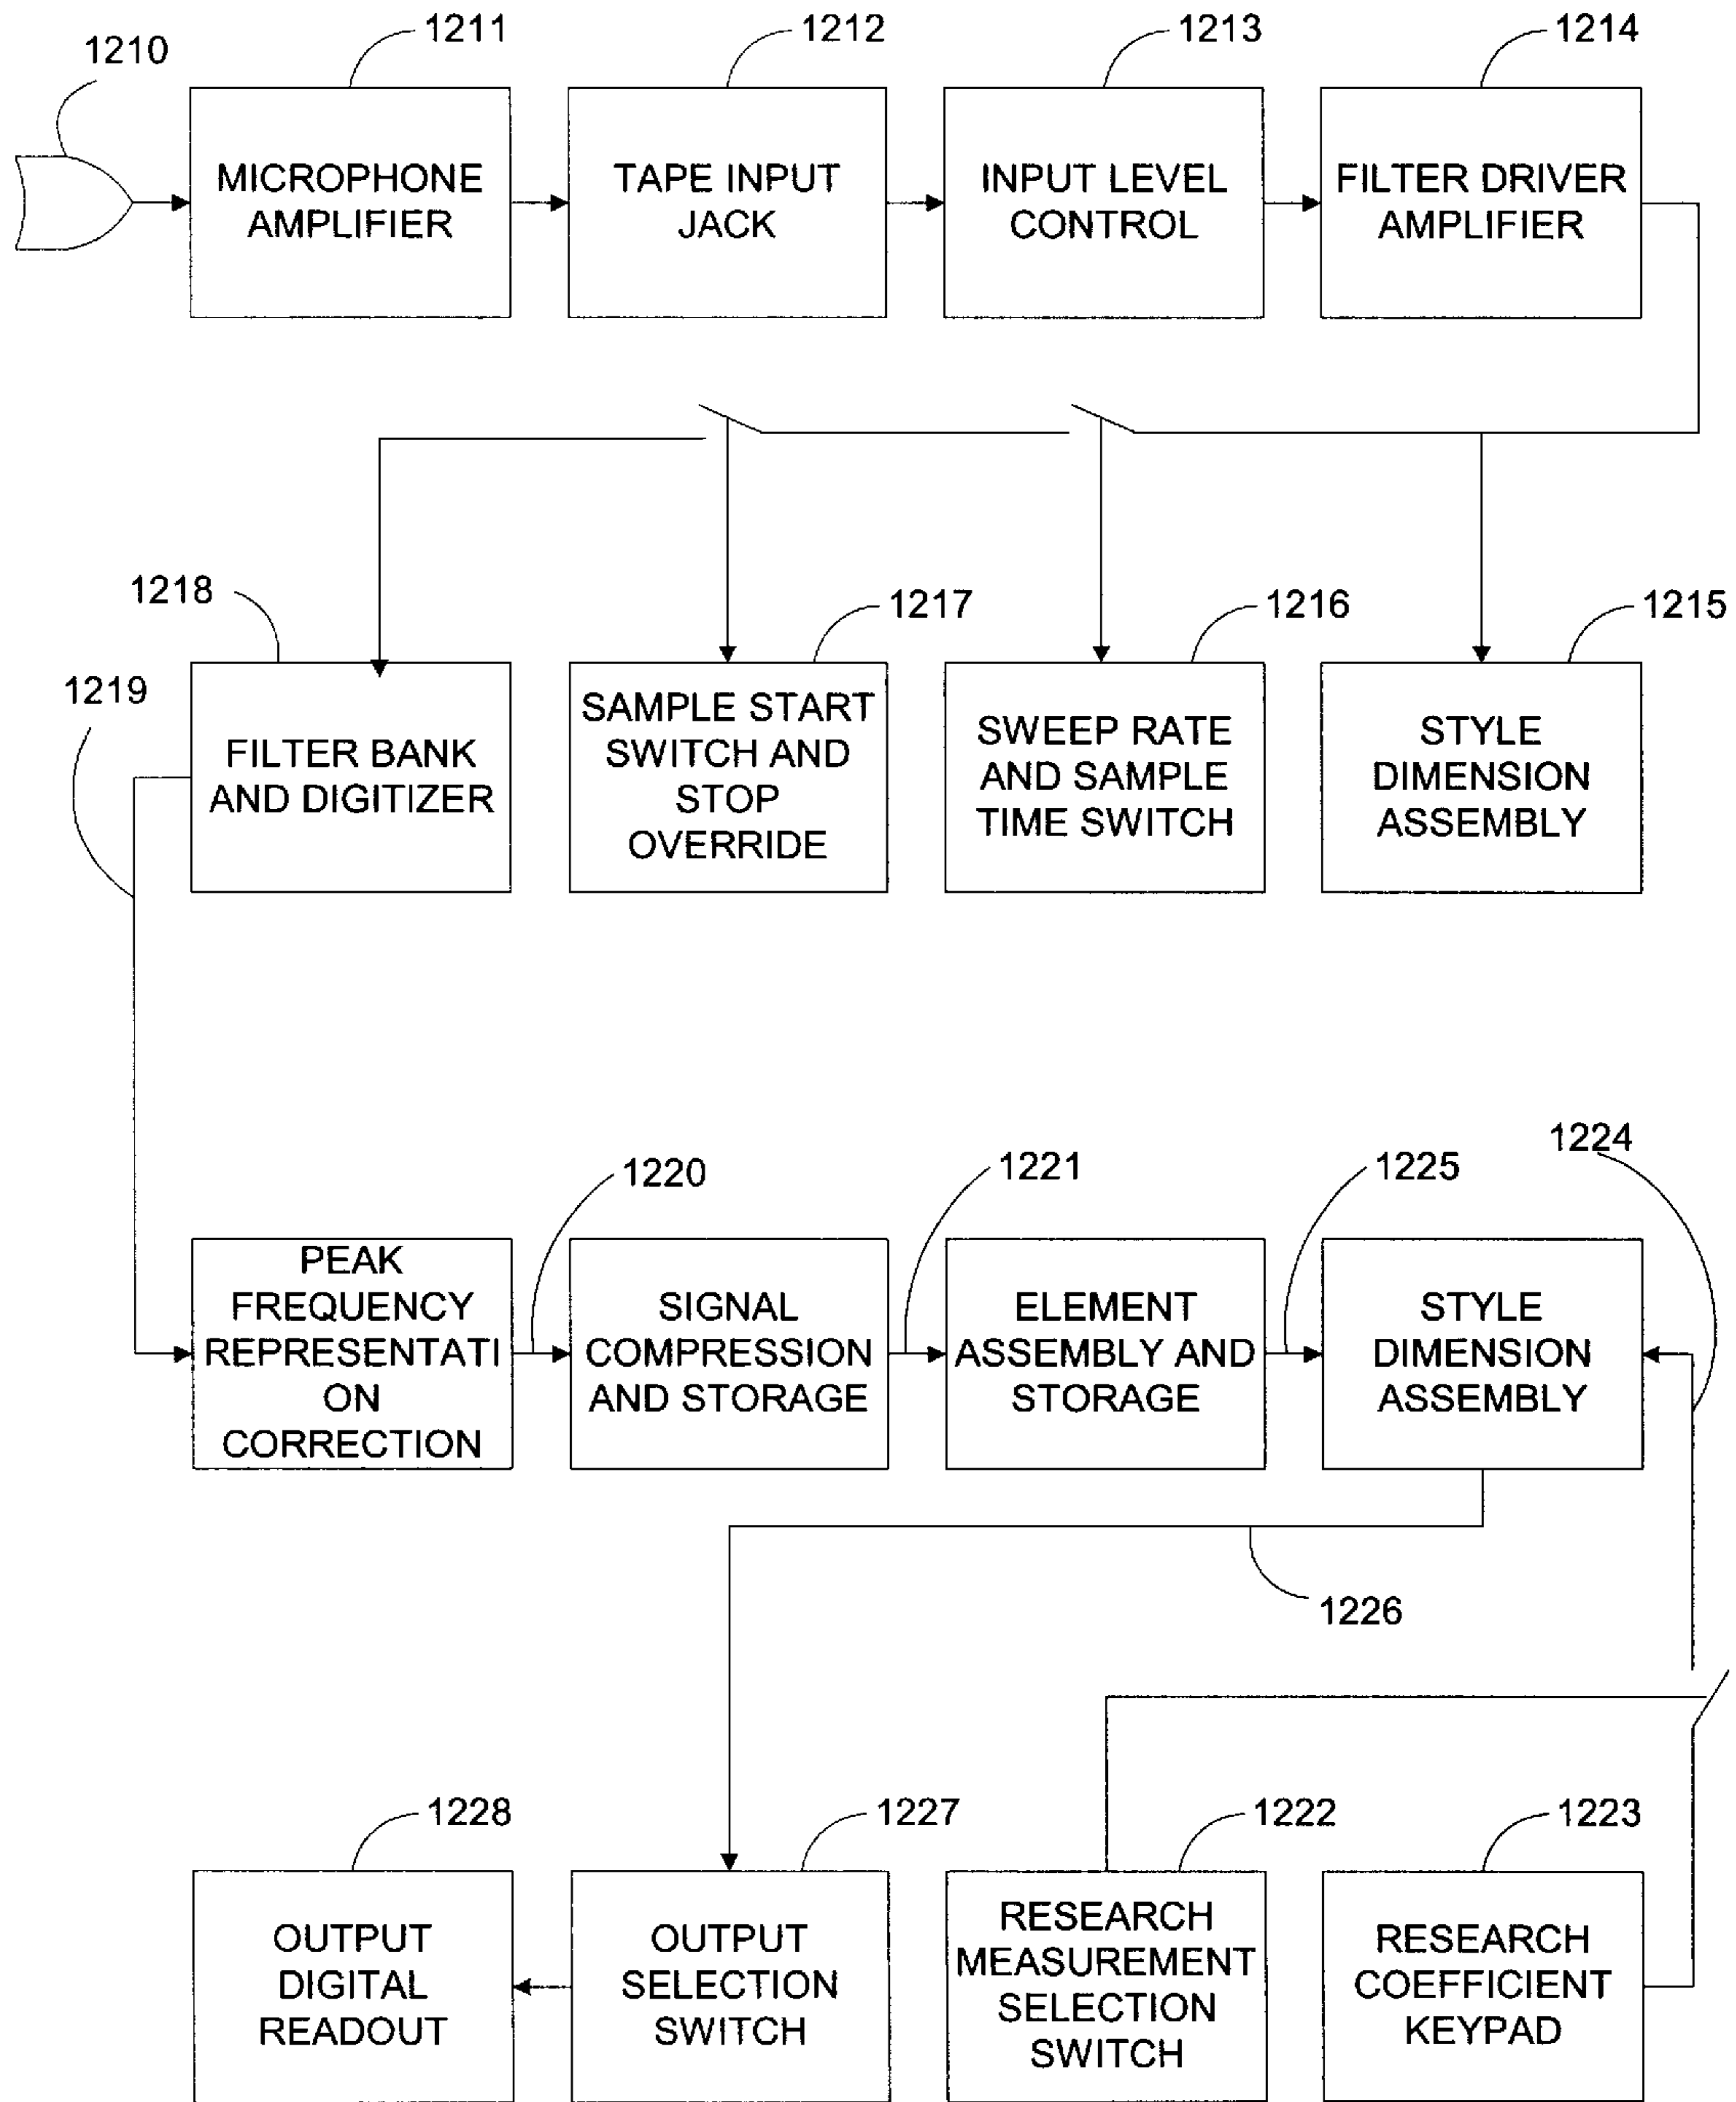 1210
1211
1212
1213
1214
MICROPHONE
AMPLIFIER
TAPE INPUT
JACK
INPUT LEVEL
CONTROL
FILTER DRIVER
AMPLIFIER
1218
1217
1216
1215
1219
FILTER BANK
AND DIGITIZER
SAMPLE START
SWITCH AND
STOP
OVERRIDE
SWEEP RATE
AND SAMPLE
TIME SWITCH
STYLE
DIMENSION
ASSEMBLY
1220
1221
1225
1224
PEAK
FREQUENCY
REPRESENTATI
ON
CORRECTION
SIGNAL
COMPRESSION
AND STORAGE
ELEMENT
ASSEMBLY AND
STORAGE
STYLE
DIMENSION
ASSEMBLY
1226
1228
1227
1222
1223
OUTPUT
DIGITAL
READOUT
OUTPUT
SELECTION
SWITCH
RESEARCH
MEASUREMENT
SELECTION
SWITCH
RESEARCH
COEFFICIENT
KEYPAD